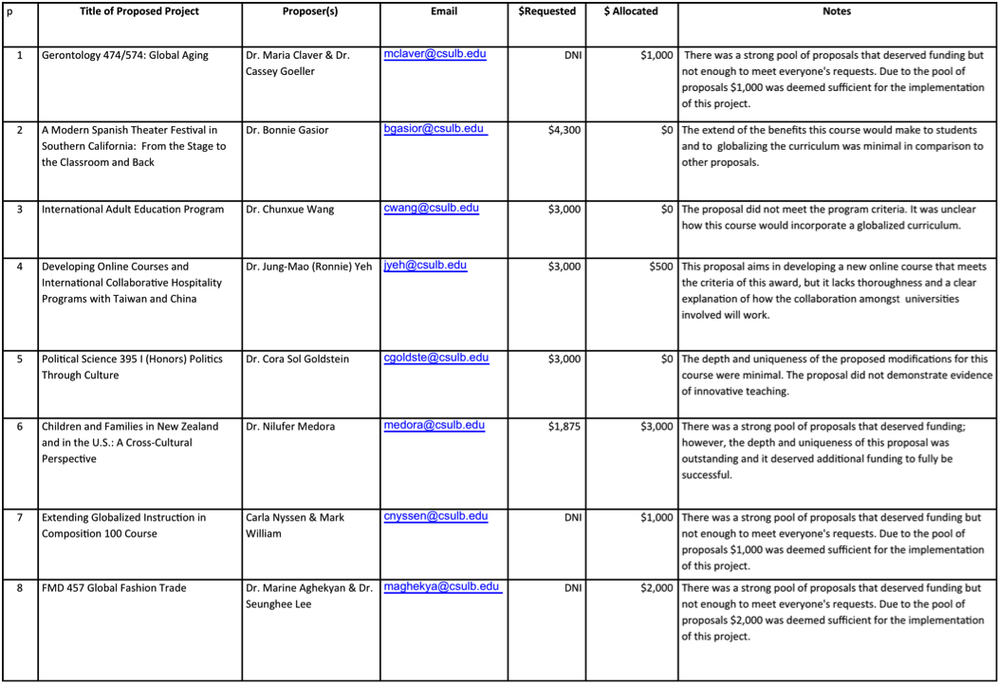 p Title of Proposed Project Proposer(s) Email $Requested $ Allocated Notes
1 Gerontology 474/574: Global Aging Dr. Maria Claver & Dr. mclaver@csulb.edu DNI $1,000 There was a strong pool of proposals that deserved funding but
Cassey Goeller not enough to meet everyone's requests. Due to the pool of
proposals $1,000 was deemed sufficient for the implementation
of this project.
2 A Modern Spanish Theater Festival in Dr. Bonnie Gasior bgasior@csulb.edu $4,300 $0 The extend of the benefits this course would make to students
Southern California: From the Stage to and to globalizing the curriculum was minimal in comparison to
the Classroom and Back other proposals.
3 International Adult Education Program Dr. Chunxue Wang cwang@csulb.edu $3,000 $0 The proposal did not meet the program criteria. It was unclear
how this course would incorporate a globalized curriculum.
4 Developing Online Courses and Dr. Jung-Mao (Ronnie) Yeh jyeh@csulb.edu $3,000 $500 This proposal aims in developing a new online course that meets
International Collaborative Hospitality the criteria of this award, but it lacks thoroughness and a clear
Programs with Taiwan and China explanation of how the collaboration amongst universities
involved will work.
5 Political Science 395 I (Honors) Politics Dr. Cora Sol Goldstein cgoldste@csulb.edu $3,000 $0 The depth and uniqueness of the proposed modifications for this
Through Culture course were minimal. The proposal did not demonstrate evidence
of innovative teaching.
6 Children and Families in New Zealand Dr. Nilufer Medora medora@csulb.edu $1,875 $3,000 There was a strong pool of proposals that deserved funding;
and in the U.S.: A Cross-Cultural however, the depth and uniqueness of this proposal was
Perspective outstanding and it deserved additional funding to fully be
successful.
7 Extending Globalized Instruction in Carla Nyssen & Mark cnyssen@csulb.edu DNI $1,000 There was a strong pool of proposals that deserved funding but
Composition 100 Course William not enough to meet everyone's requests. Due to the pool of
proposals $1,000 was deemed sufficient for the implementation
of this project.
8 FMD 457 Global Fashion Trade Dr. Marine Aghekyan & Dr. maghekya@csulb.edu DNI $2,000 There was a strong pool of proposals that deserved funding but
Seunghee Lee not enough to meet everyone's requests. Due to the pool of
proposals $2,000 was deemed sufficient for the implementation
of this project.